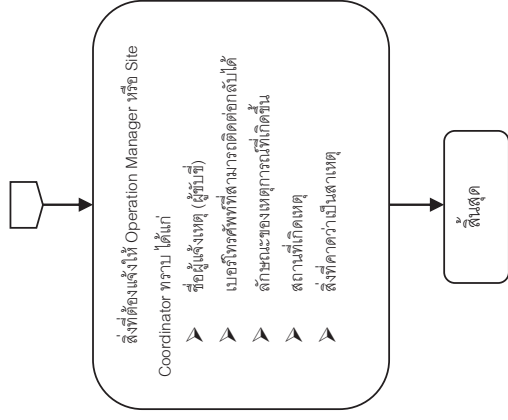 สิ่งที่ต้องแจ้งให้ Operation Manager หรือ Site
Coordinator ทราบ ได้แก่
➢ ชื่อผู้แจ้งเหตุ (ผู้ขับขี่)
➢ เบอร์โทรศัพท์ที่สามารถติดต่อกลับได้
➢ ลักษณะของเหตุการณ์ที่เกิดขึ้น
➢ สถานที่เกิดเหตุ
➢ สิ่งที่คาดว่าเป็นสาเหตุ
สิ้นสุด